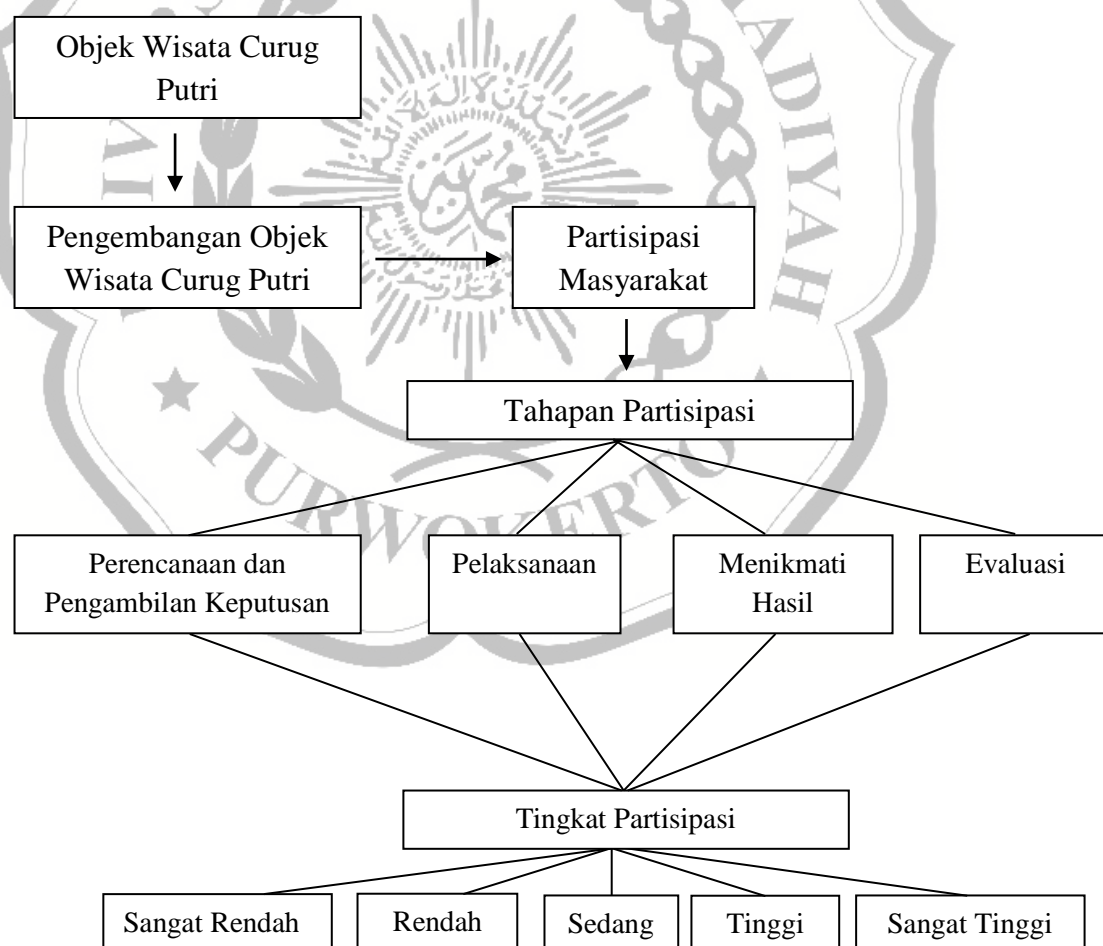 Objek Wisata Curug
Putri
Pengembangan Objek
Wisata Curug Putri
Partisipasi
Masyarakat
Tahapan Partisipasi
PURWOKERTO
Perencanaan dan
Pengambilan Keputusan
Pelaksanaan
Menikmati
Hasil
Evaluasi
Tingkat Partisipasi
Sangat Rendah
Rendah
Sedang
Tinggi
Sangat Tinggi